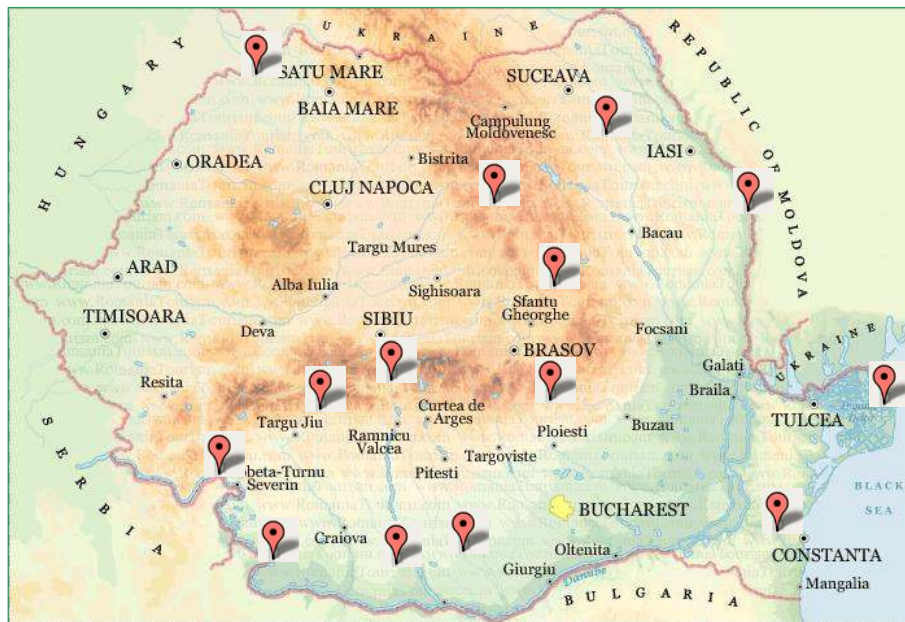 UKRAINE
HUNGARY
REPUBLIC OF MOLDOVA
SATU MARE
BAIA MARE
SUCEAVA
Campulung
Moldovenesc
IASI
ORADEA
Bistrita
CLUJ NAPOCA
Targu Mures
Bacau
ARAD
Alba Iulia
Sighisoara
Sfantu
Gheorghe
TIMISOARA
Deva
SIBIU
Focsani
UKRAINE
BRASOV
Galati
Resita
Braila
TULCEA
Curtea de
Arges
Targu Jiu
Ramnicu
Valcea
Ploiesti
Buzau
SERBIA
Pitesti
Targoviste
obeta-Turnu
Severin
BLACK
SEA
BUCHAREST
Craiova
Oltenita
CONSTANTA
Giurgiu
Danube
Mangalia
BULGARIA